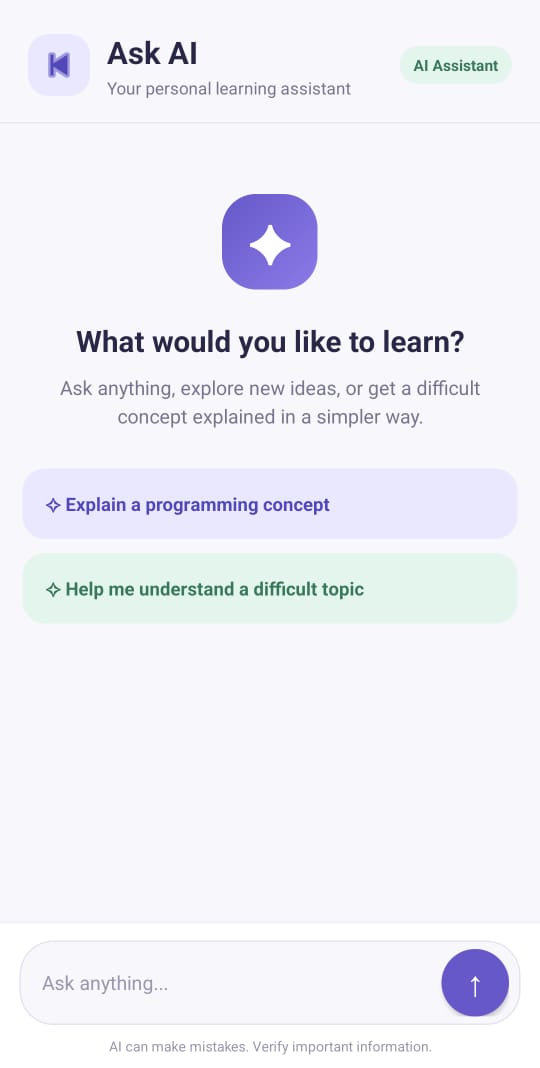 Ask AI
Your personal learning assistant
AI Assistant
What would you like to learn?
Ask anything, explore new ideas, or get a difficult
concept explained in a simpler way.
✧ Explain a programming concept
✧ Help me understand a difficult topic
Ask anything...
↑
AI can make mistakes. Verify important information.